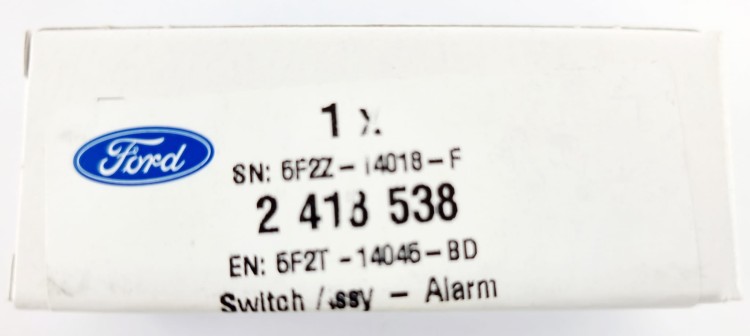 Ford
1 x
SN: 6F2Z-14018-F
2 418 538
EN: 6F2T-14046-BD
Switch Assy - Alarm